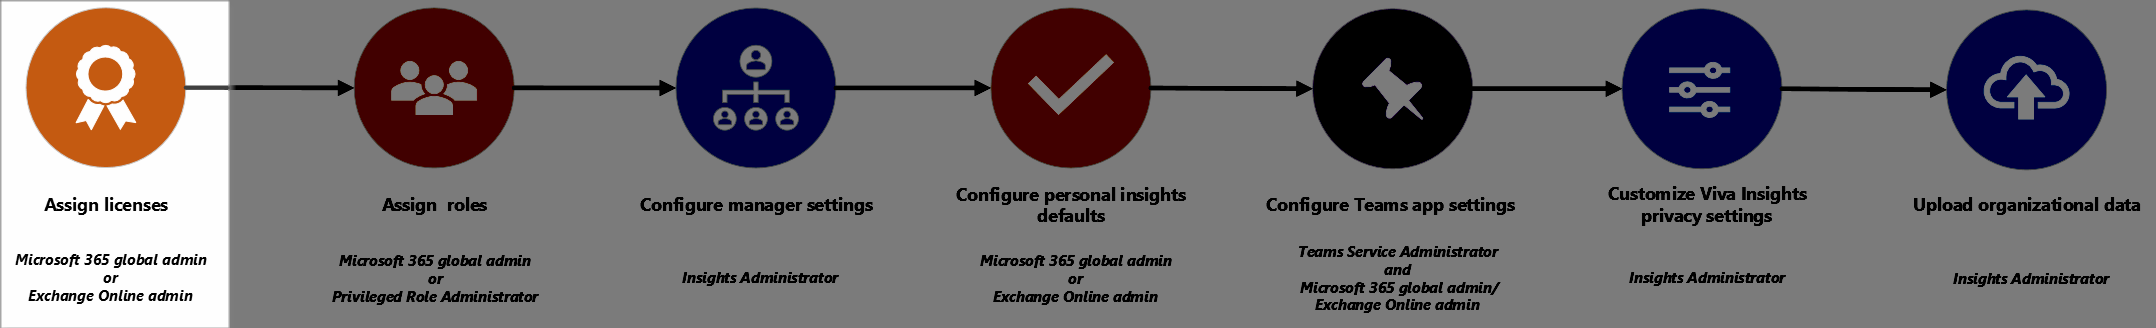 Assign licenses
Microsoft 365 global admin
or
Exchange Online admin
Assign  roles
Microsoft 365 global admin
or
Privileged Role Administrator
Configure manager settings
Insights Administrator
Configure personal insights
defaults
Microsoft 365 global admin
or
Exchange Online admin
Configure Teams app settings
Teams Service Administrator
and
Microsoft 365 global admin/
Exchange Online admin
Customize Viva Insights
privacy settings
Insights Administrator
Upload organizational data
Insights Administrator